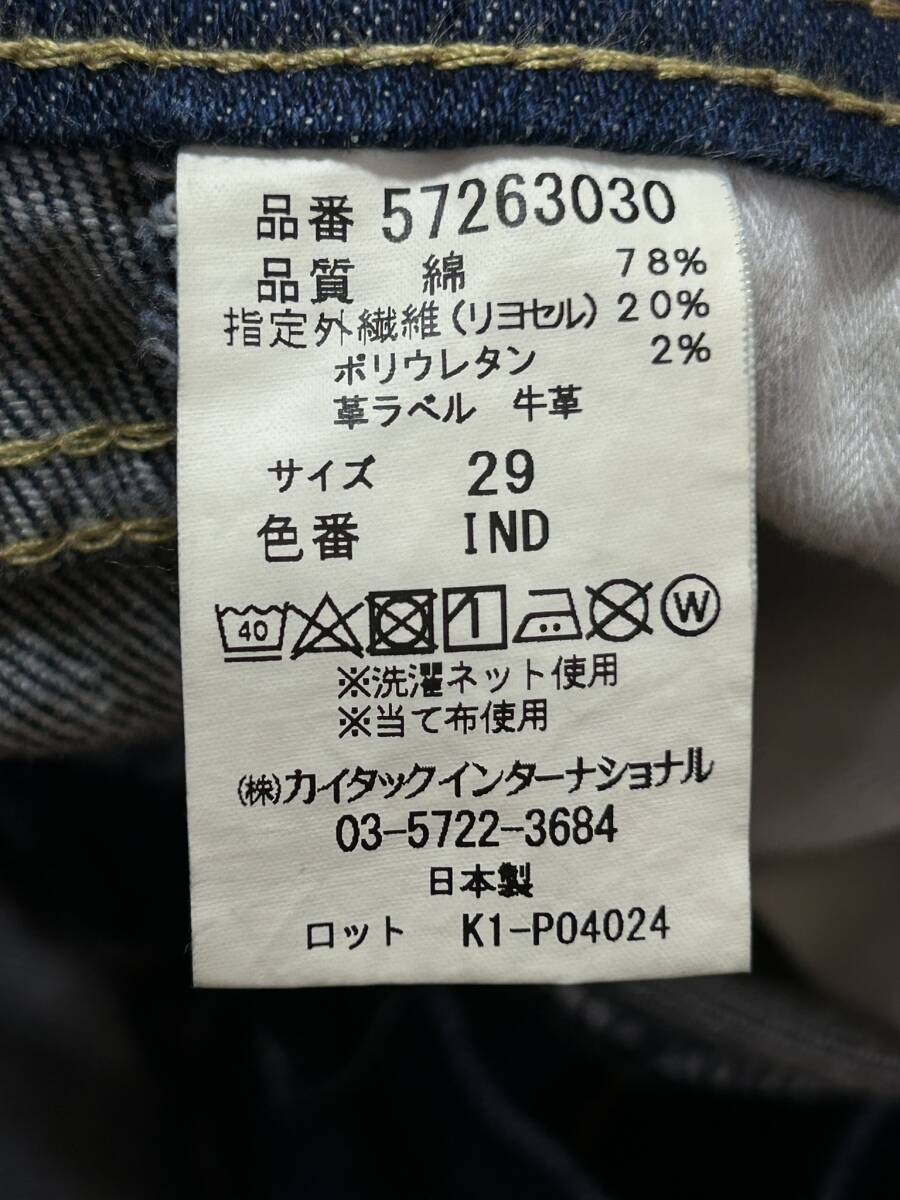 品番 57263030
品質 綿 78%
指定外繊維(リヨセル) 20%
ポリウレタン 2%
革ラベル 牛革
サイズ 29
色番 IND
40 1 W
※洗濯ネット使用
※当て布使用
(株)カイタックインターナショナル
03-5722-3684
日本製
ロット K1-P04024